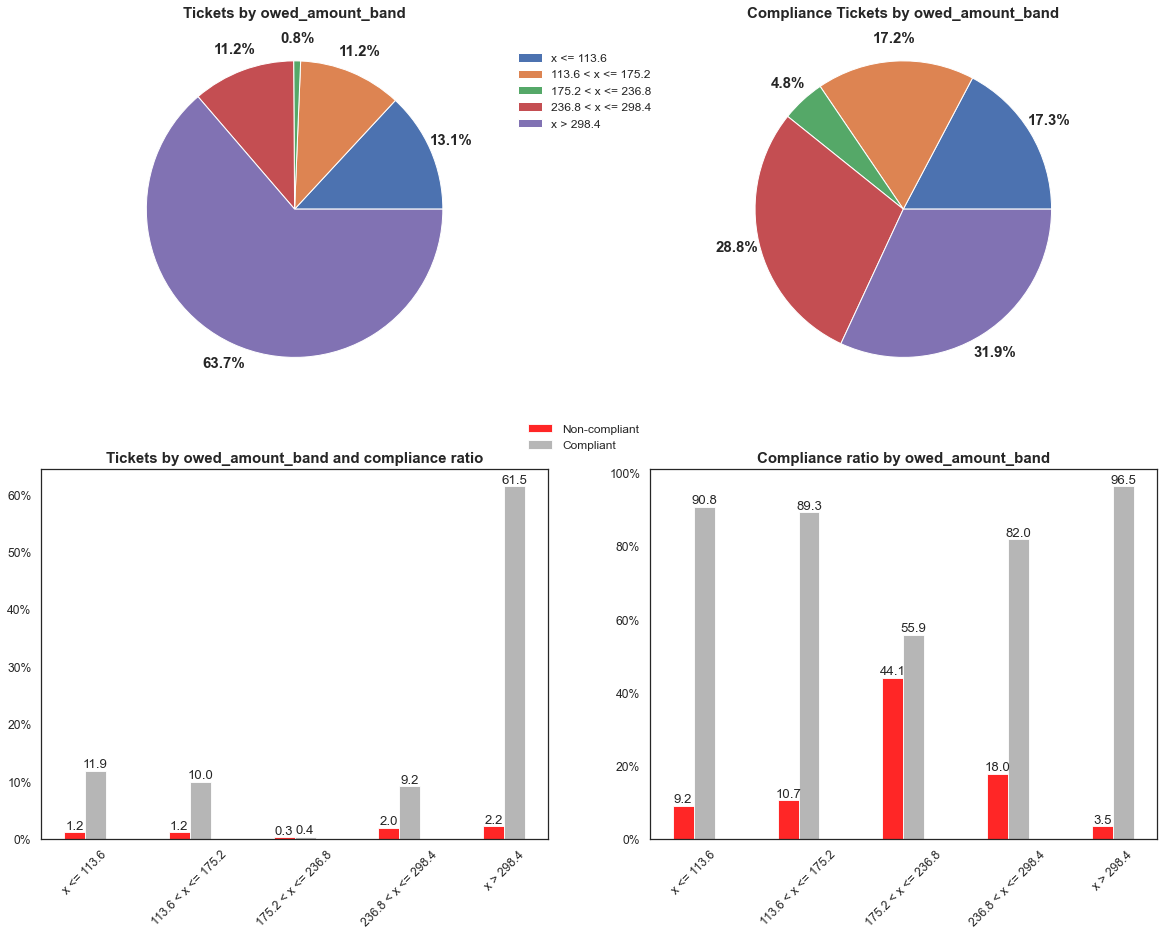 Tickets by owed_amount_band
0.8%
11.2%
11.2%
13.1%
63.7%
x <= 113.6
113.6 < x <= 175.2
175.2 < x <= 236.8
236.8 < x <= 298.4
x > 298.4
Compliance Tickets by owed_amount_band
17.2%
4.8%
17.3%
28.8%
31.9%
Non-compliant
Compliant
Tickets by owed_amount_band and compliance ratio
60%
50%
40%
30%
20%
10%
0%
1.2
11.9
1.2
10.0
0.3
0.4
2.0
9.2
2.2
61.5
x <= 113.6
113.6 < x <= 175.2
175.2 < x <= 236.8
236.8 < x <= 298.4
x > 298.4
Compliance ratio by owed_amount_band
100%
80%
60%
40%
20%
0%
9.2
90.8
10.7
89.3
44.1
55.9
18.0
82.0
3.5
96.5
x <= 113.6
113.6 < x <= 175.2
175.2 < x <= 236.8
236.8 < x <= 298.4
x > 298.4